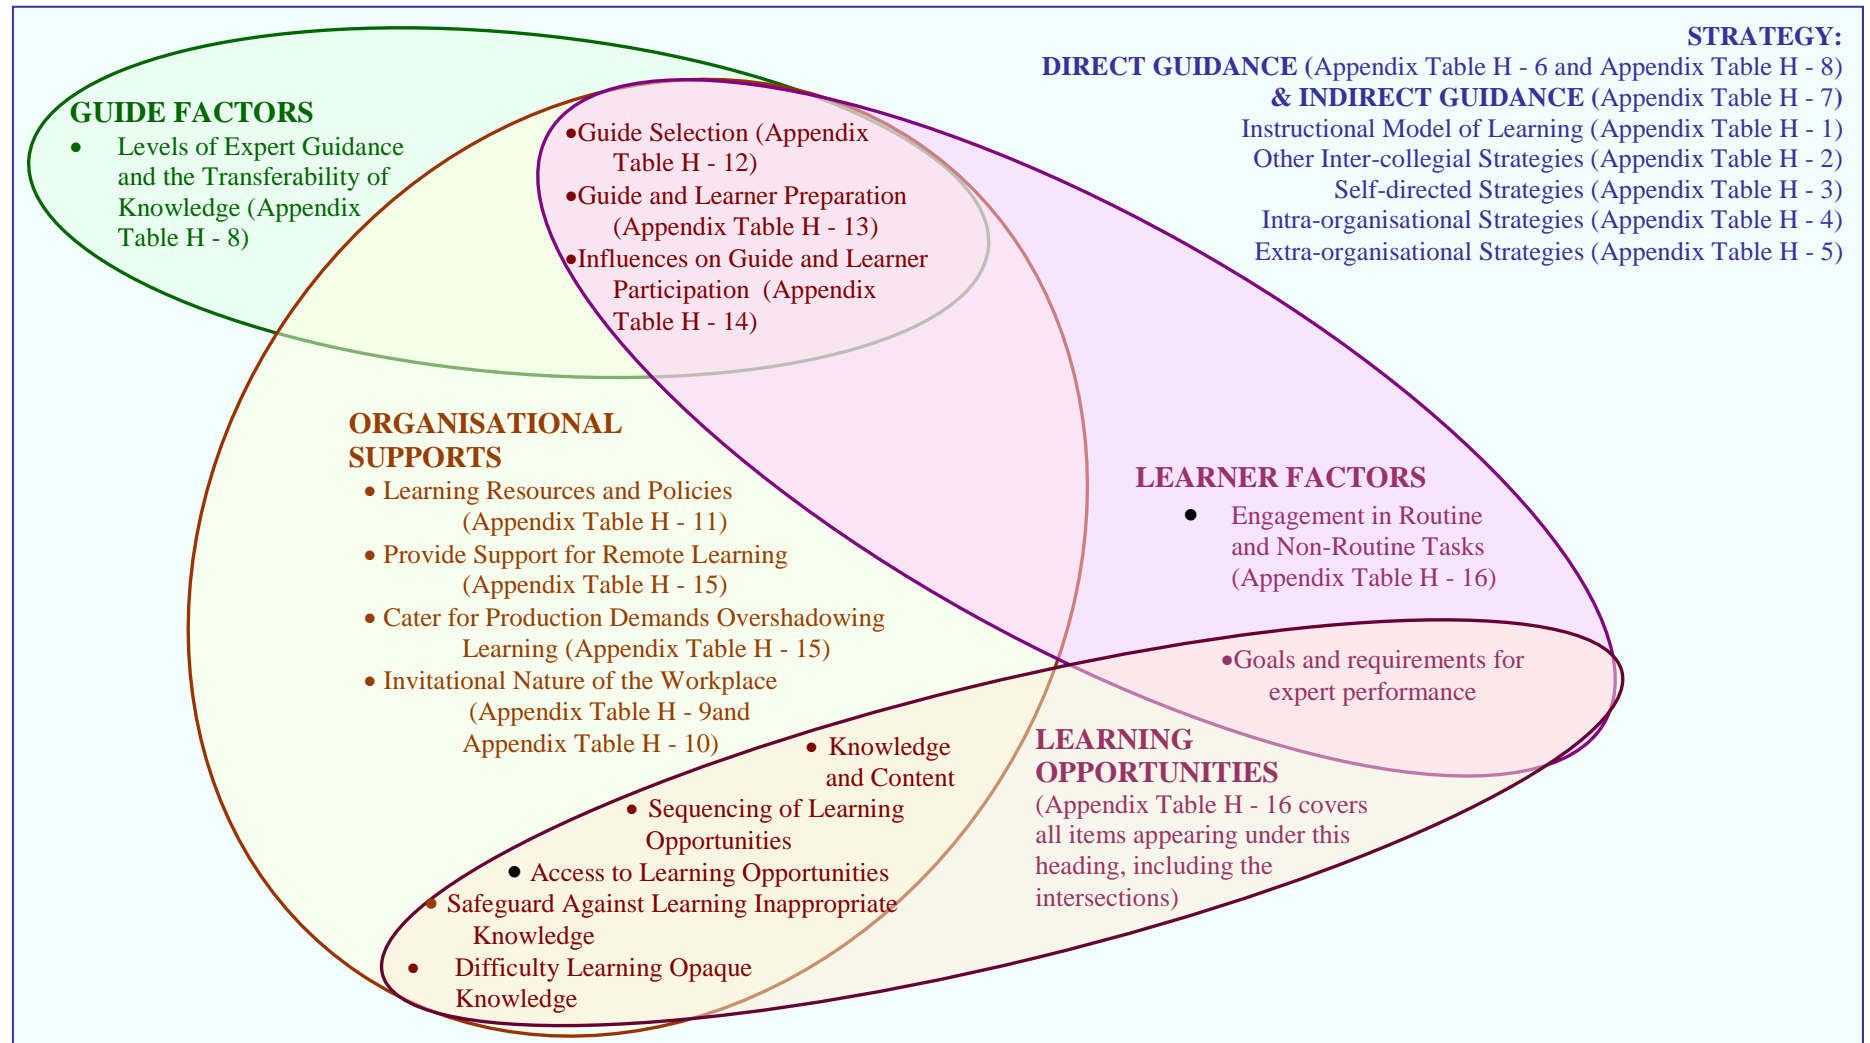 STRATEGY:
DIRECT GUIDANCE (Appendix Table H - 6 and Appendix Table H - 8)
& INDIRECT GUIDANCE (Appendix Table H - 7)
Instructional Model of Learning (Appendix Table H - 1)
Other Inter-collegial Strategies (Appendix Table H - 2)
Self-directed Strategies (Appendix Table H - 3)
Intra-organisational Strategies (Appendix Table H - 4)
Extra-organisational Strategies (Appendix Table H - 5)
GUIDE FACTORS
• Levels of Expert Guidance
and the Transferability of
Knowledge (Appendix
Table H - 8)
•Guide Selection (Appendix
Table H - 12)
•Guide and Learner Preparation
(Appendix Table H - 13)
•Influences on Guide and Learner
Participation (Appendix
Table H - 14)
ORGANISATIONAL
SUPPORTS
• Learning Resources and Policies
(Appendix Table H - 11)
• Provide Support for Remote Learning
(Appendix Table H - 15)
• Cater for Production Demands Overshadowing
Learning (Appendix Table H - 15)
• Invitational Nature of the Workplace
(Appendix Table H - 9and
Appendix Table H - 10)
LEARNER FACTORS
• Engagement in Routine
and Non-Routine Tasks
(Appendix Table H - 16)
•Goals and requirements for
expert performance
LEARNING
OPPORTUNITIES
(Appendix Table H - 16 covers
all items appearing under this
heading, including the
intersections)
• Knowledge
and Content
• Sequencing of Learning
Opportunities
• Access to Learning Opportunities
• Safeguard Against Learning Inappropriate
Knowledge
• Difficulty Learning Opaque
Knowledge